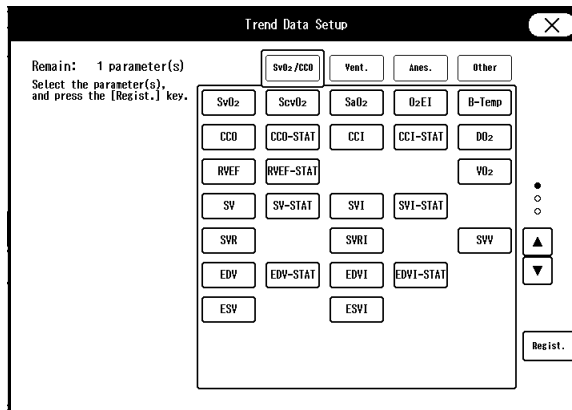 Trend Data Setup
Remain: 1 parameter(s)
Select the parameter(s),
and press the [Regist.] key.
SvO₂/CCO Vent. Anes. Other
SvO₂ ScvO₂ SaO₂ O₂EI B-Temp
CCO CCO-STAT CCI CCI-STAT DO₂
RVEF RVEF-STAT VO₂
SV SV-STAT SVI SVI-STAT
SVR SVRI SVV
EDV EDV-STAT EDVI EDVI-STAT
ESV ESVI
Regist.